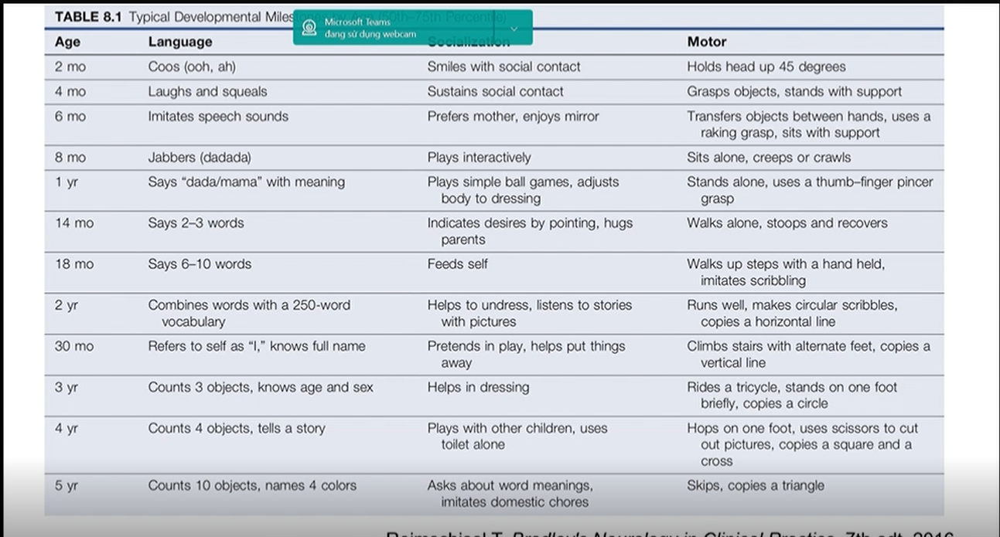 TABLE 8.1 Typical Developmental Milestones by Age (50th–75th Percentile)
Microsoft Teams
đang sử dụng webcam
Age Language Socialization Motor
2 mo Coos (ooh, ah) Smiles with social contact Holds head up 45 degrees
4 mo Laughs and squeals Sustains social contact Grasps objects, stands with support
6 mo Imitates speech sounds Prefers mother, enjoys mirror Transfers objects between hands, uses a
raking grasp, sits with support
8 mo Jabbers (dadada) Plays interactively Sits alone, creeps or crawls
1 yr Says “dada/mama” with meaning Plays simple ball games, adjusts Stands alone, uses a thumb–finger pincer
body to dressing grasp
14 mo Says 2–3 words Indicates desires by pointing, hugs Walks alone, stoops and recovers
parents
18 mo Says 6–10 words Feeds self Walks up steps with a hand held,
imitates scribbling
2 yr Combines words with a 250-word Helps to undress, listens to stories Runs well, makes circular scribbles,
vocabulary with pictures copies a horizontal line
30 mo Refers to self as “I,” knows full name Pretends in play, helps put things Climbs stairs with alternate feet, copies a
away vertical line
3 yr Counts 3 objects, knows age and sex Helps in dressing Rides a tricycle, stands on one foot
briefly, copies a circle
4 yr Counts 4 objects, tells a story Plays with other children, uses Hops on one foot, uses scissors to cut
toilet alone out pictures, copies a square and a
cross
5 yr Counts 10 objects, names 4 colors Asks about word meanings, Skips, copies a triangle
imitates domestic chores
T. Bradley's Neurology in Clinical Practice. 7th edt. 2016